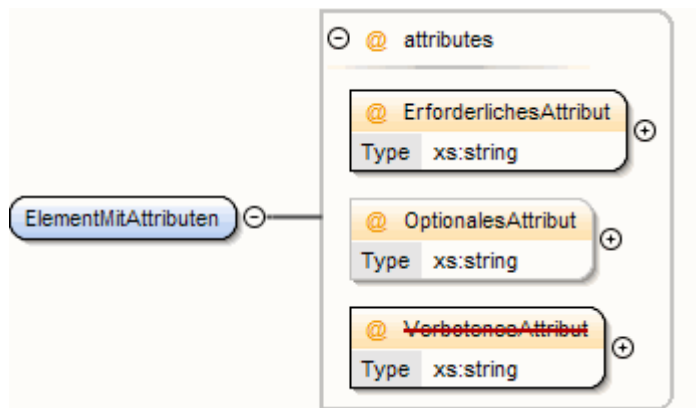 @ attributes
@ ErforderlichesAttribut
Type xs:string
ElementMitAttributen
@ OptionalesAttribut
Type xs:string
@ VerbotenesAttribut
Type xs:string